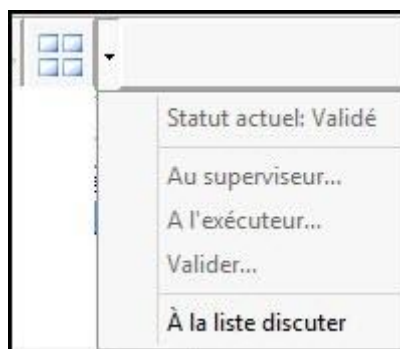 Statut actuel: Validé
Au superviseur...
A l'exécuteur...
Valider...
À la liste discuter